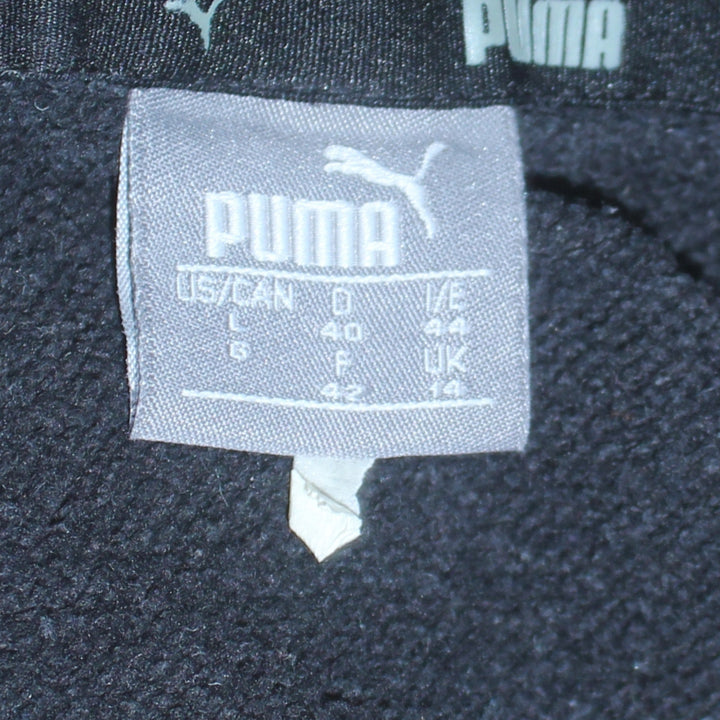 PUMA
PUMA
US/CAN D I/E
L 40 44
G F UK
42 14